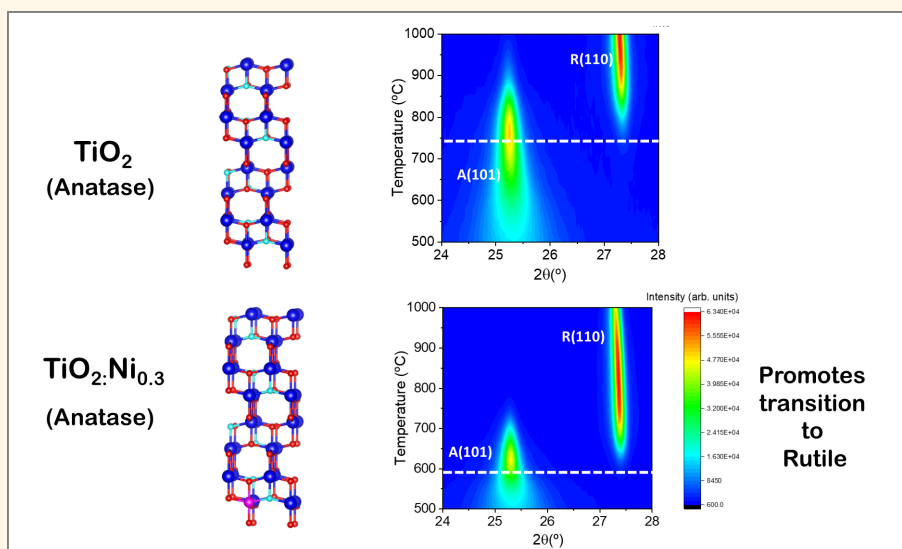 TiO2
(Anatase)
1000
900
800
700
600
500
Temperature (ºC)
R(110)
A(101)
24 25 26 27 28
2θ(º)
TiO2:Ni0.3
(Anatase)
1000
900
800
700
600
500
Temperature (ºC)
R(110)
A(101)
24 25 26 27 28
2θ(º)
Intensity (arb. units)
6.340E+04
5.565E+04
4.770E+04
3.985E+04
3.200E+04
2.415E+04
1.630E+04
8450
600.0
Promotes
transition
to
Rutile